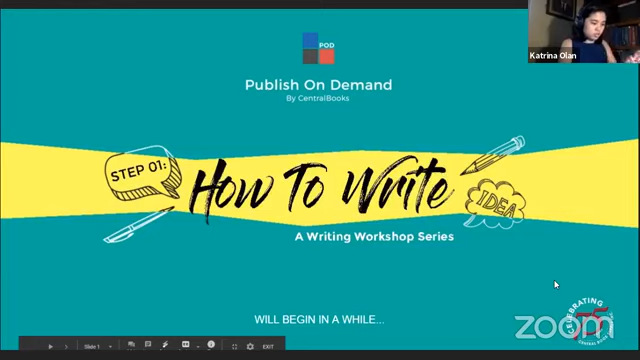 POD
Katrina Olan
Publish On Demand
By CentralBooks
STEP 01:
How To Write
IDEA
A Writing Workshop Series
WILL BEGIN IN A WHILE...
CELEBRATING
75
zoom
Slide 1
EXIT